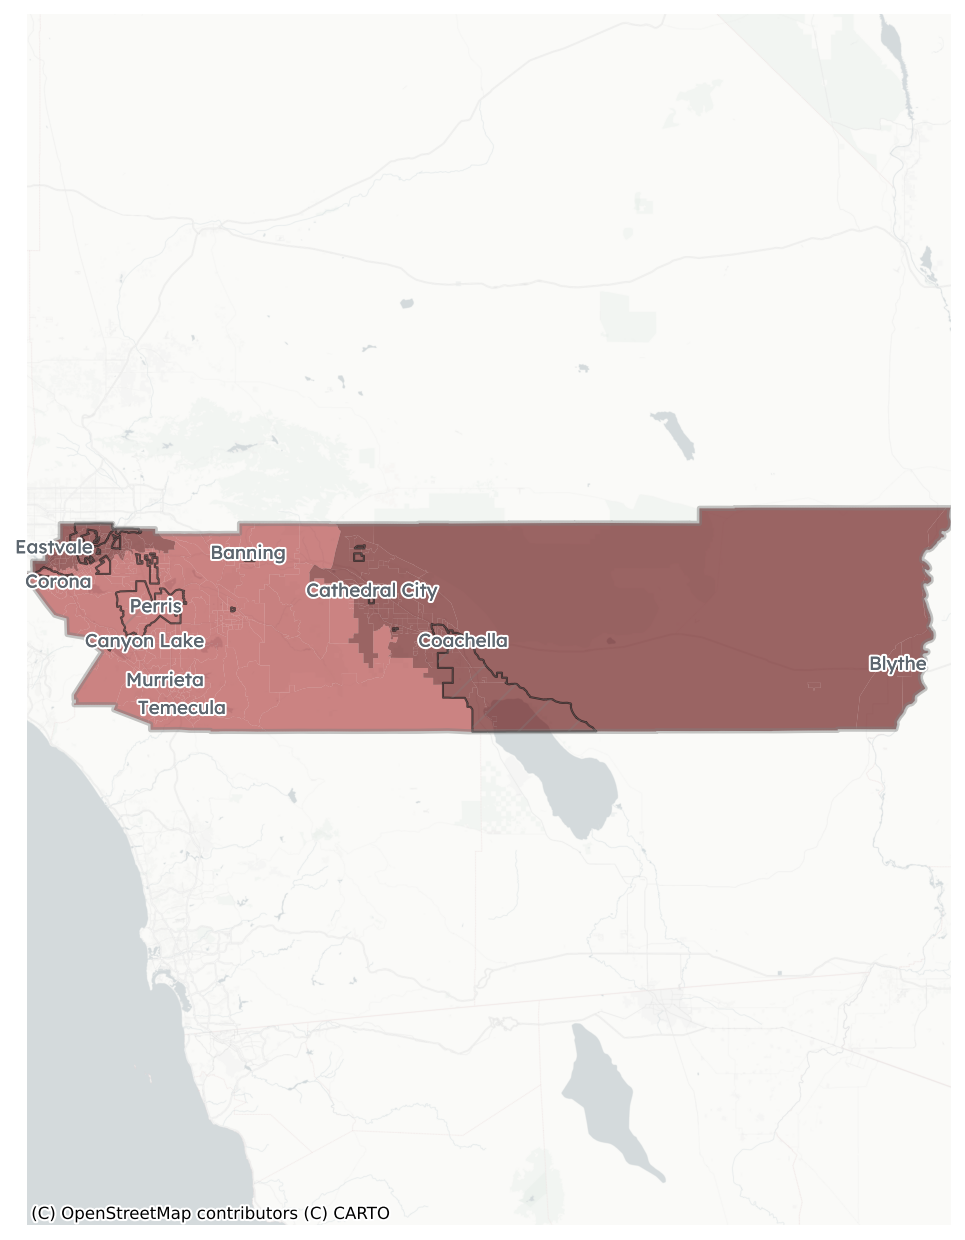 Eastvale
Banning
Corona
Cathedral City
Perris
Canyon Lake
Coachella
Blythe
Murrieta
Temecula
(C) OpenStreetMap contributors (C) CARTO